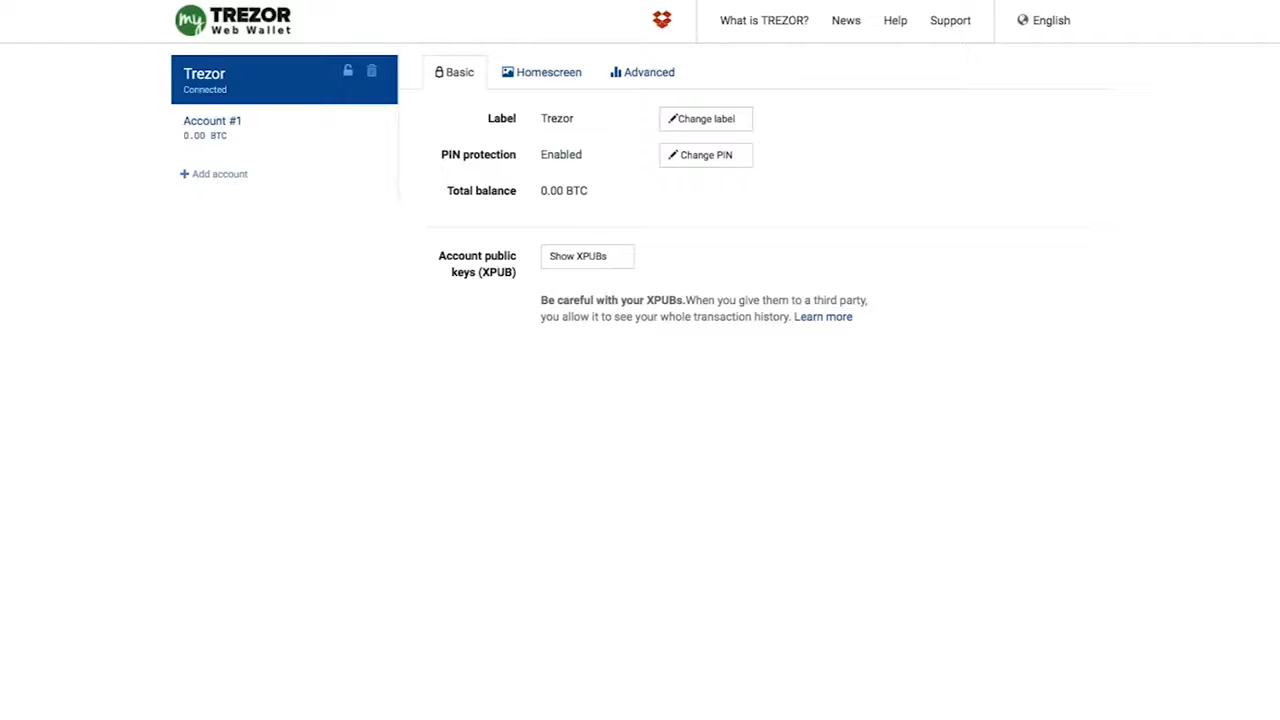 my TREZOR
Web Wallet
What is TREZOR?
News
Help
Support
English
Trezor
Connected
Account #1
0.00 BTC
Add account
Basic
Homescreen
Advanced
Label
Trezor
Change label
PIN protection
Enabled
Change PIN
Total balance
0.00 BTC
Account public
keys (XPUB)
Show XPUBs
Be careful with your XPUBs.When you give them to a third party,
you allow it to see your whole transaction history. Learn more